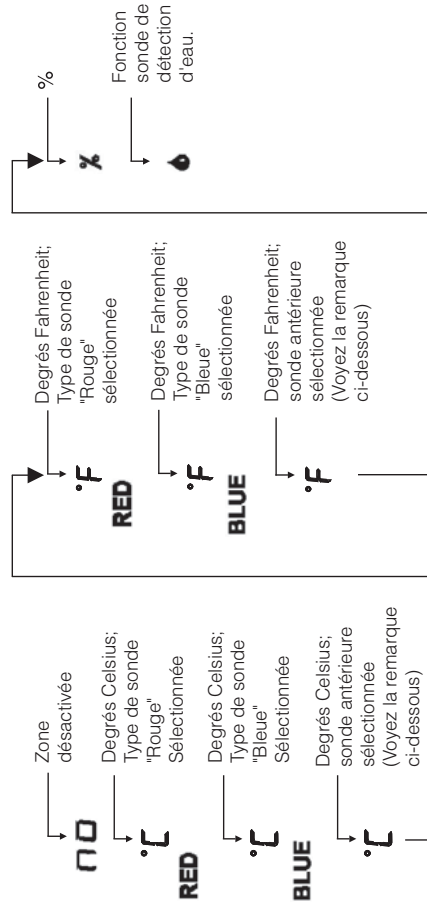 Zone
désactivée
no
Degrés Celsius;
Type de sonde
"Rouge"
Sélectionnée
°C
RED
Degrés Celsius;
Type de sonde
"Bleue"
Sélectionnée
°C
BLUE
Degrés Celsius;
sonde antérieure
sélectionnée
(Voyez la remarque
ci-dessous)
°C
Degrés Fahrenheit;
Type de sonde
"Rouge"
sélectionnée
°F
RED
Degrés Fahrenheit;
Type de sonde
"Bleue"
sélectionnée
°F
BLUE
Degrés Fahrenheit;
sonde antérieure
sélectionnée
(Voyez la remarque
ci-dessous)
°F
%
%
Fonction
sonde de
détection
d'eau.